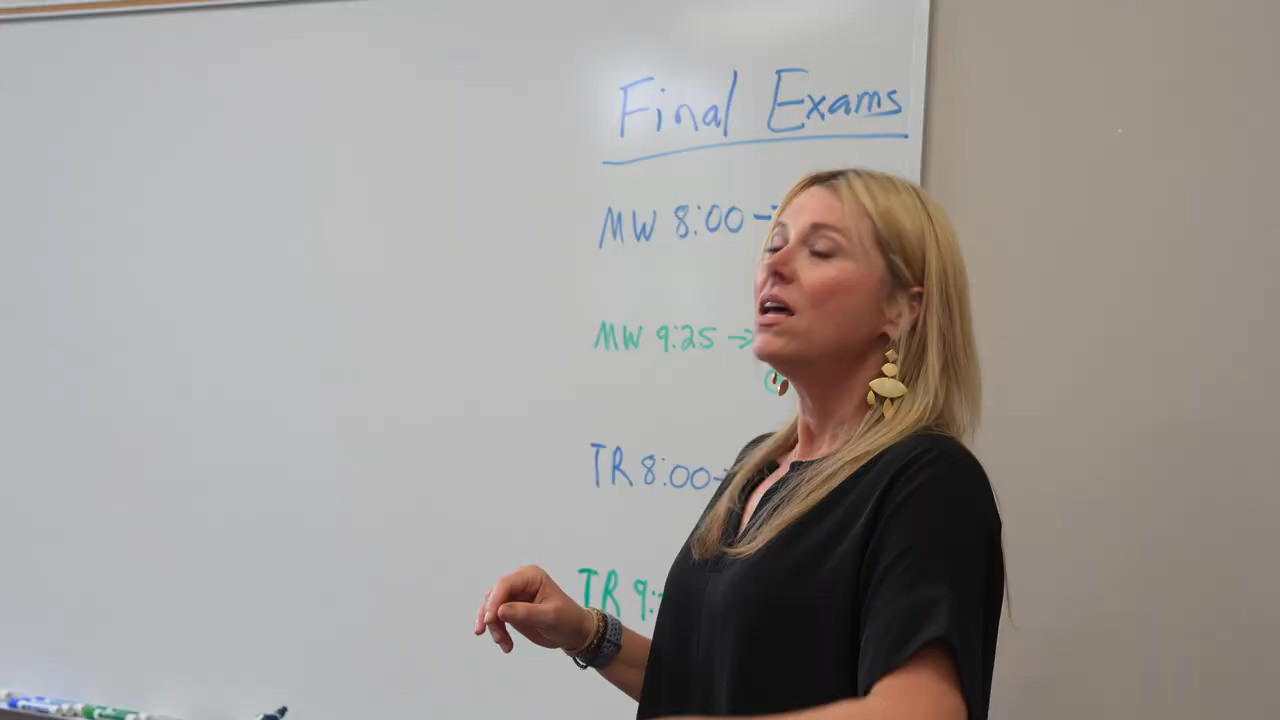 Final Exams
MW 8:00 →
MW 9:25 →
TR 8:00
TR 9: